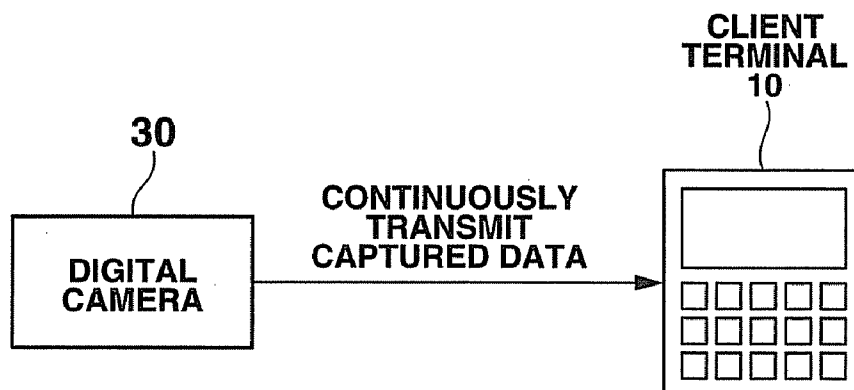 CLIENT
TERMINAL
10
30
CONTINUOUSLY
TRANSMIT
CAPTURED DATA
DIGITAL
CAMERA